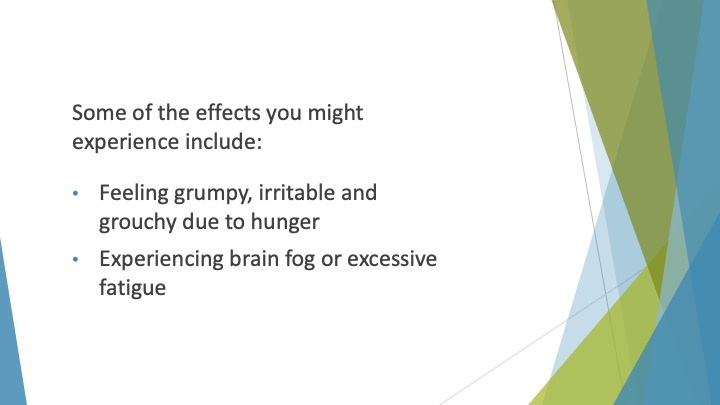 Some of the effects you might
experience include:
• Feeling grumpy, irritable and
grouchy due to hunger
• Experiencing brain fog or excessive
fatigue